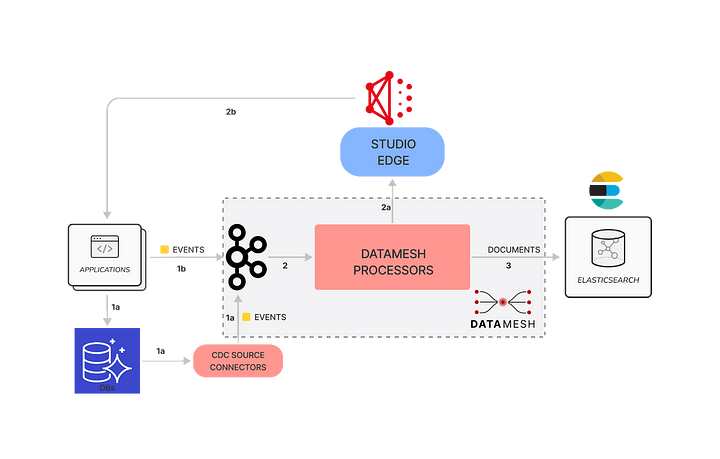 2b
STUDIO
EDGE
2a
EVENTS
1b
2
DATAMESH
PROCESSORS
DOCUMENTS
3
</>
APPLICATIONS
ELASTICSEARCH
1a
1a
EVENTS
DATAMESH
1a
CDC SOURCE
CONNECTORS
DBs